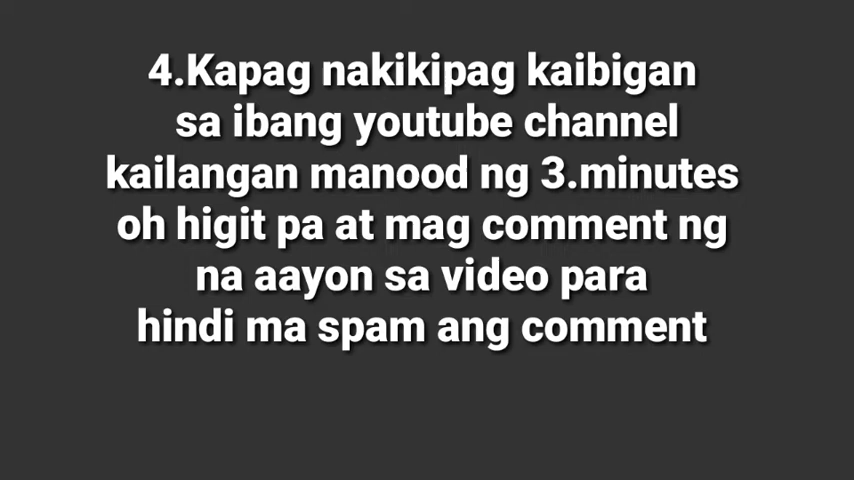 4.Kapag nakikipag kaibigan
sa ibang youtube channel
kailangan manood ng 3.minutes
oh higit pa at mag comment ng
na aayon sa video para
hindi ma spam ang comment